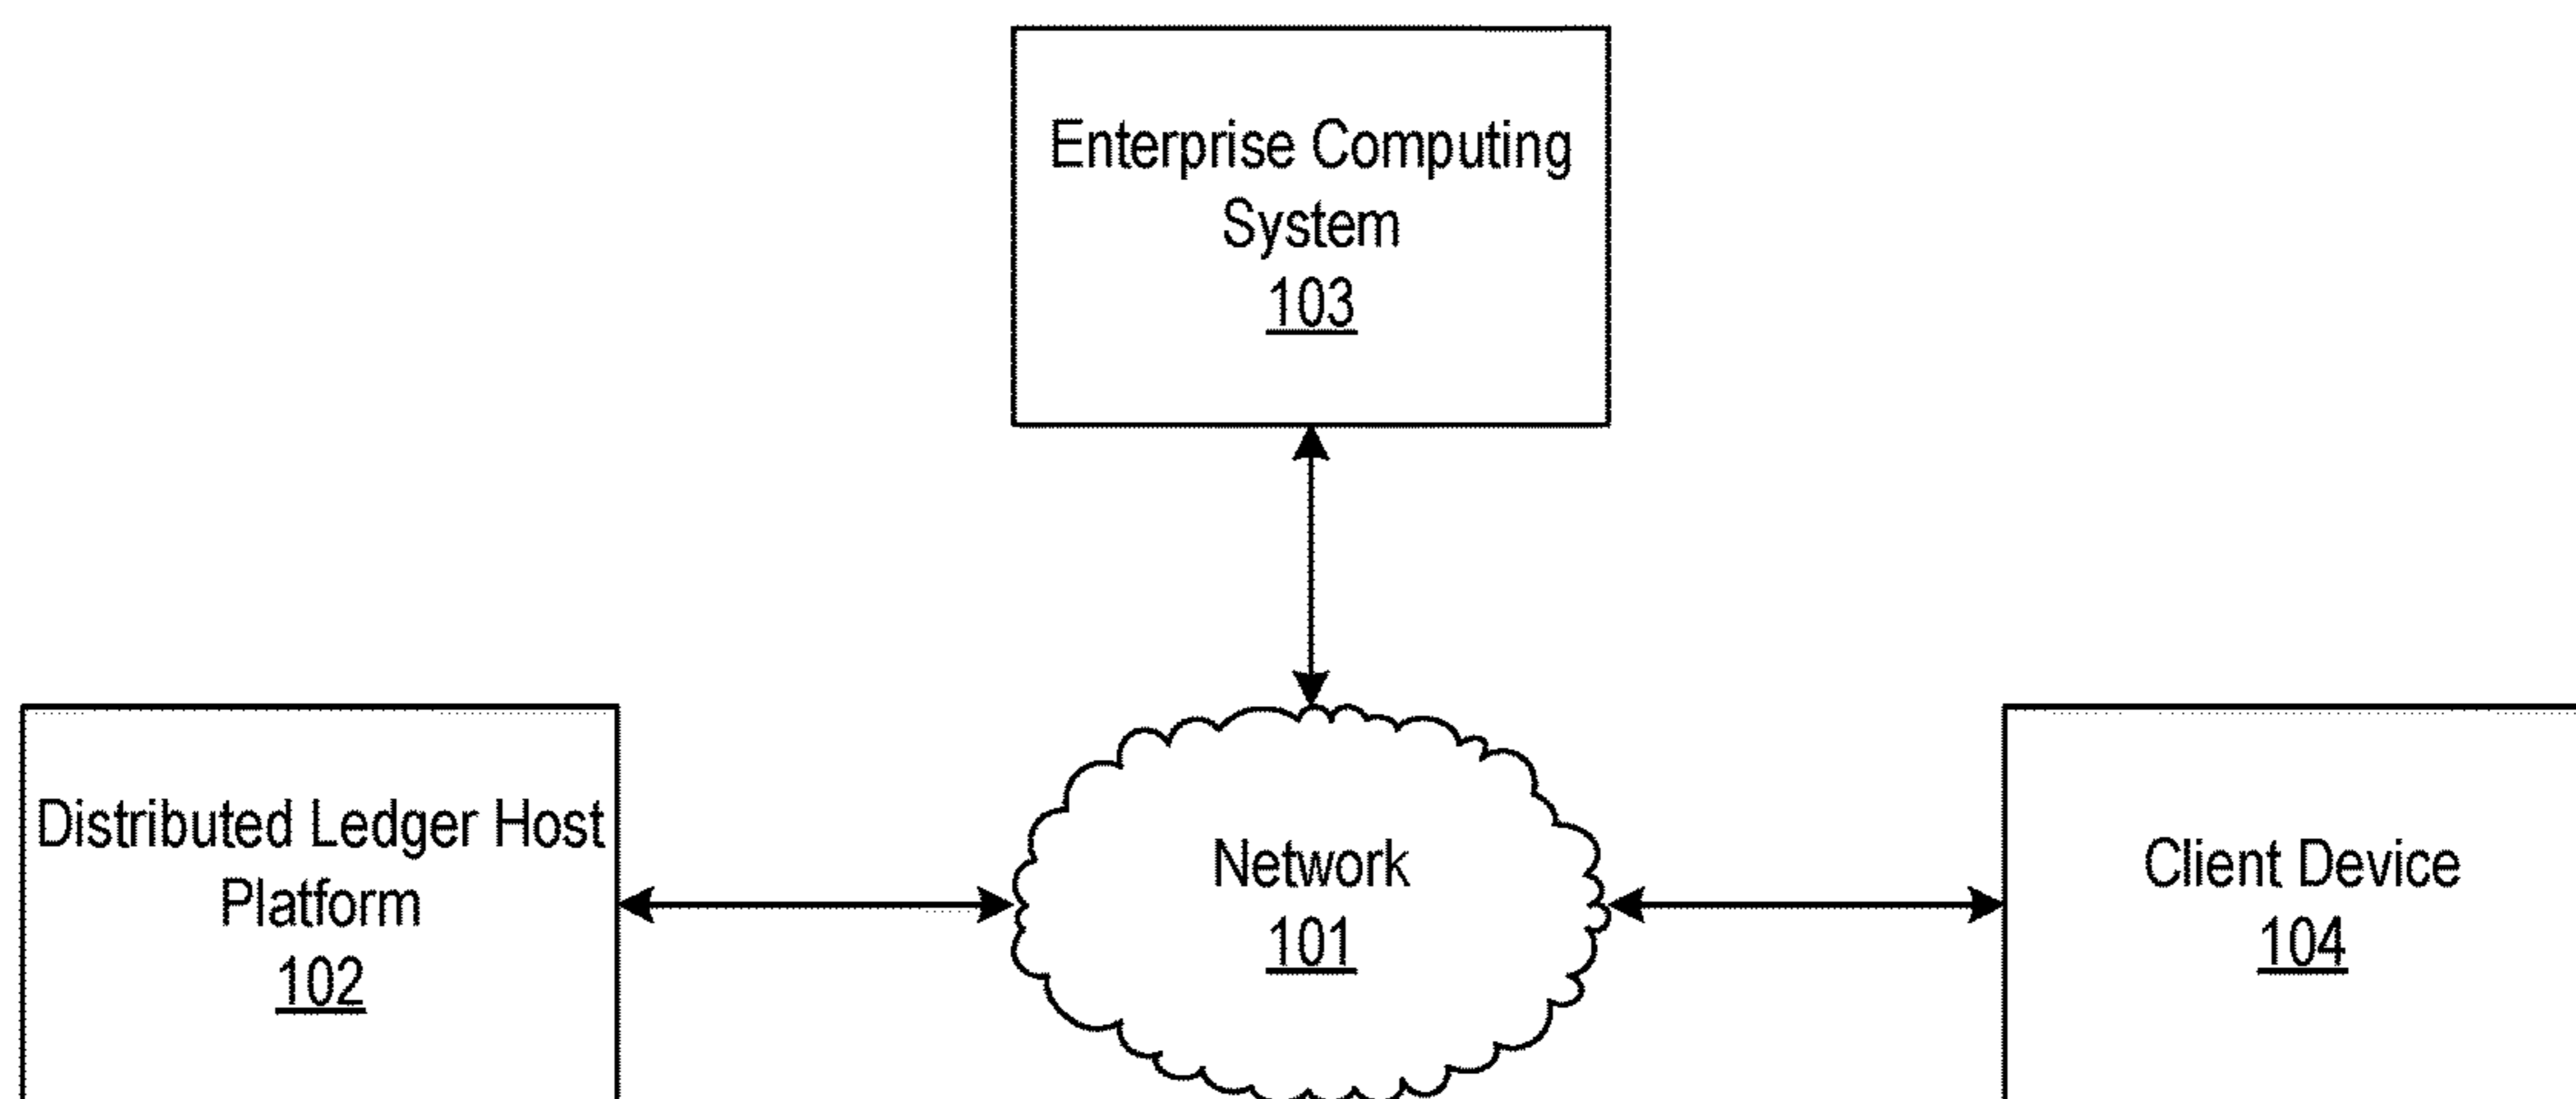 Enterprise Computing
System
103
Distributed Ledger Host
Platform
102
Network
101
Client Device
104